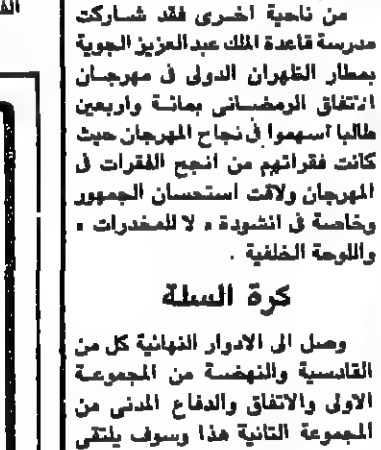 من ناحية اخرى فقد شاركت
مدرسة قاعدة الملك عبدالعزيز الجوية
بمطار الظهران الدولى فى مهرجان
اتفاق الرمضانى بمائة واربعين
طالبا اسهموا فى نجاح المهرجان حيث
كانت فقراتهم من انجح الفقرات فى
المهرجان ولاقت استحسان الجمهور
وخاصة فى انشودة « لا للمخدرات »
واللوحة الخلفية .
كرة السلة
وصل الى الادوار النهائية كل من
القادسية والنهضة من المجموعة
الاولى والاتفاق والدفاع المدنى من
المجموعة الثانية هذا وسوف يلتقى